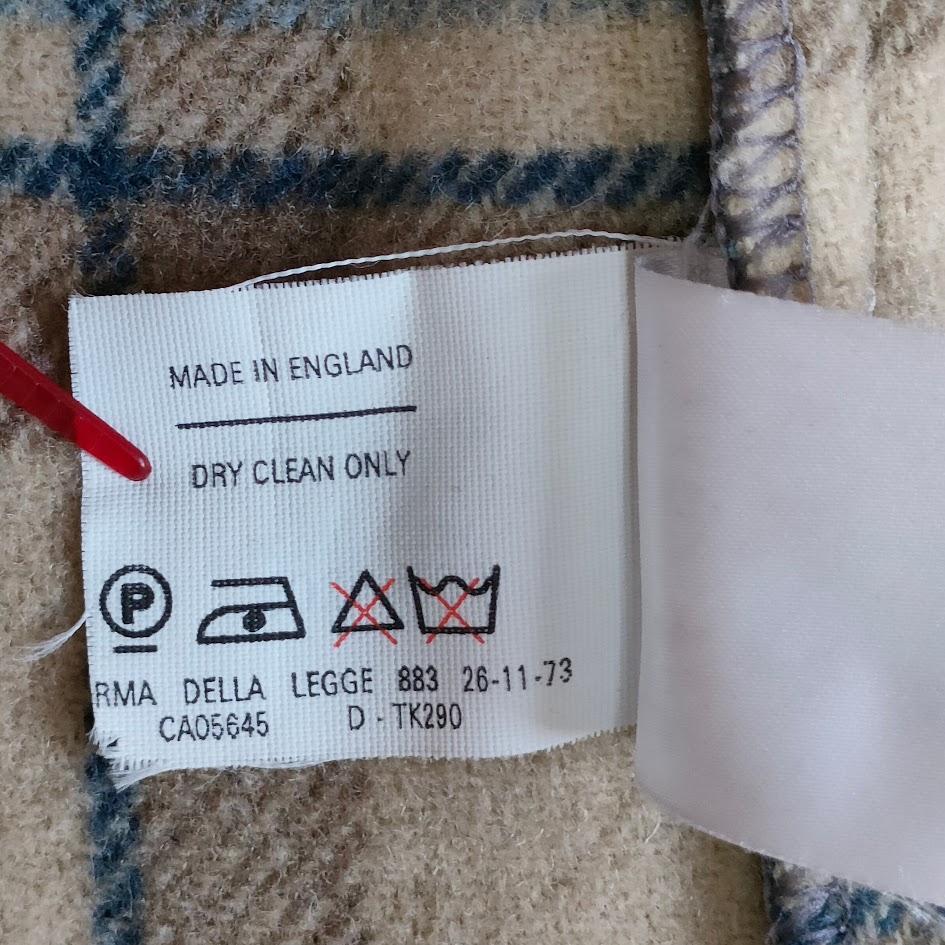 MADE IN ENGLAND
DRY CLEAN ONLY
P
RMA DELLA LEGGE 883 26-11-73
CA05645 D - TK290